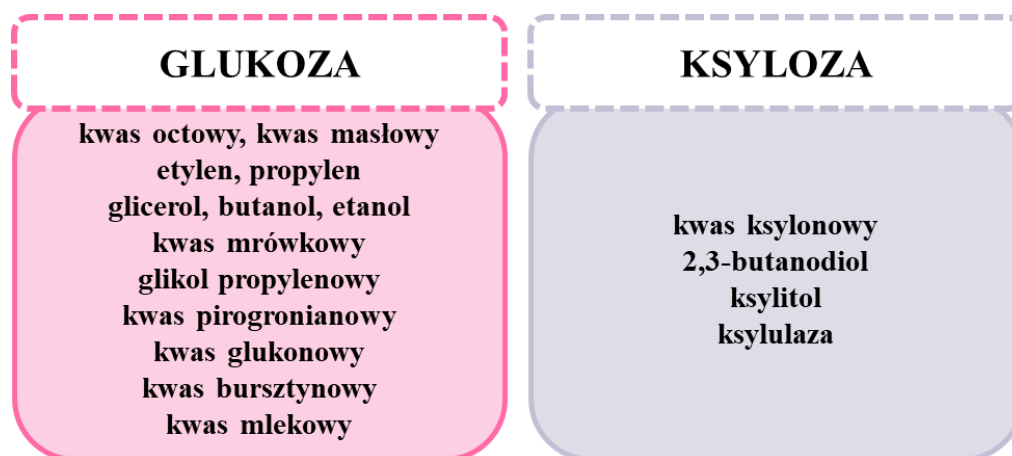 GLUKOZA
kwas octowy, kwas masłowy
etylen, propylen
glicerol, butanol, etanol
kwas mrówkowy
glikol propylenowy
kwas pirogronianowy
kwas glukonowy
kwas bursztynowy
kwas mlekowy
KSYLOZA
kwas ksylonowy
2,3-butanodiol
ksylitol
ksylulaza